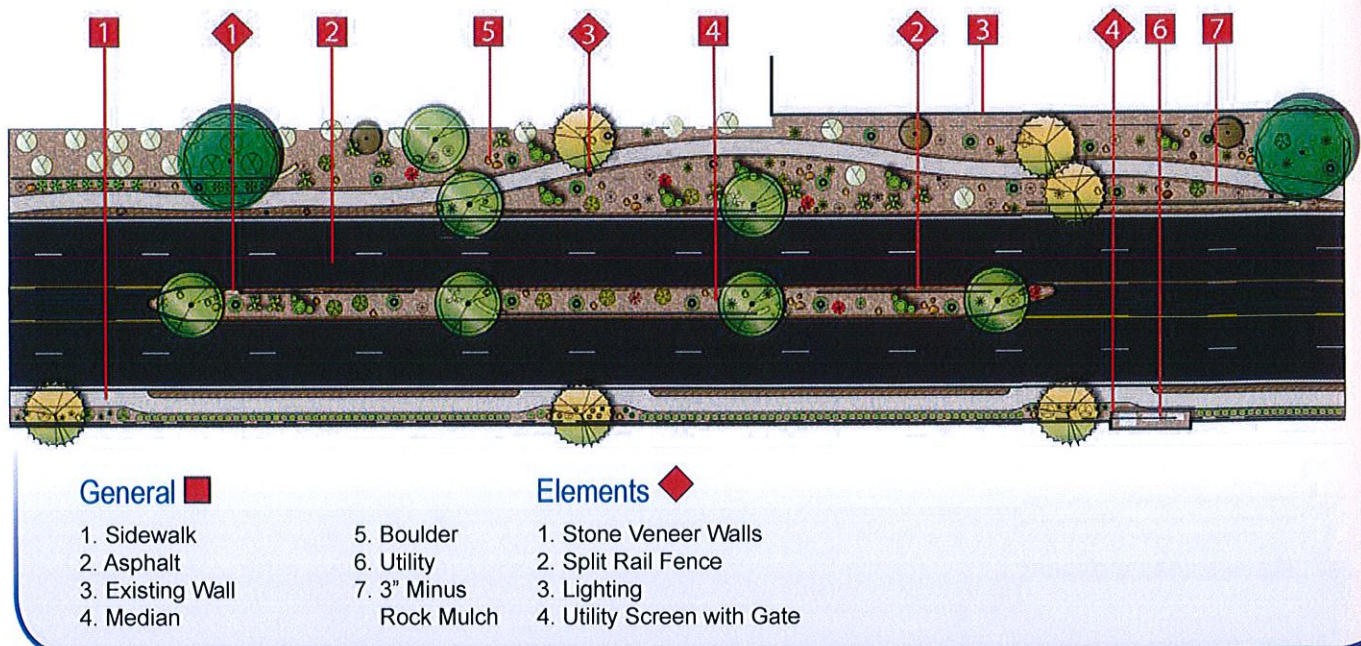 1 1 2 5 3 4 2 3 4 6 7
General
1. Sidewalk
2. Asphalt
3. Existing Wall
4. Median
5. Boulder
6. Utility
7. 3" Minus
Rock Mulch
Elements
1. Stone Veneer Walls
2. Split Rail Fence
3. Lighting
4. Utility Screen with Gate